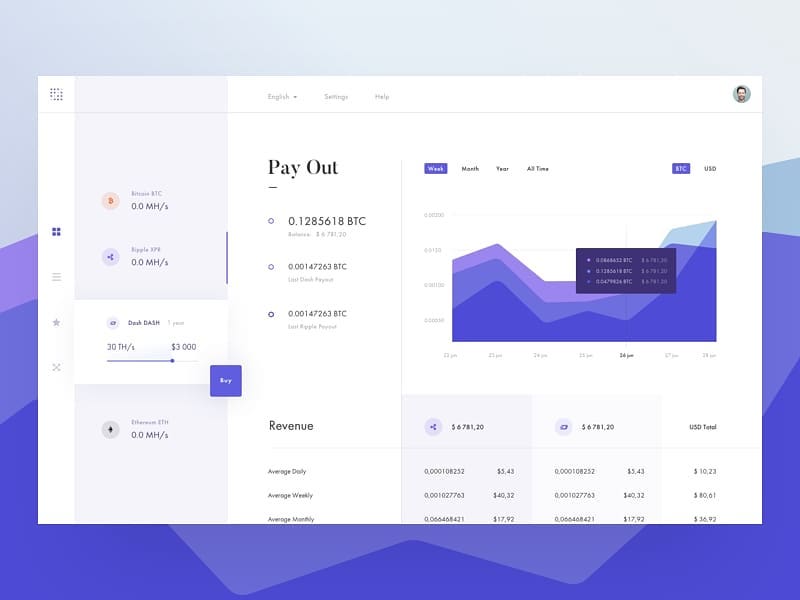 English
Settings
Help
Bitcoin BTC
0.0 MH/s
Ripple XPR
0.0 MH/s
Dash DASH 1 year
30 TH/s $3 000
Buy
Ethereum ETH
0.0 MH/s
Pay Out
0.1285618 BTC
Balance: $ 6 781,20
0.00147263 BTC
Last Dash Payout
0.00147263 BTC
Last Ripple Payout
Week Month Year All Time
BTC USD
0.00200
0.0150
0.00100
0.00050
0.0868652 BTC $ 6 781,20
0.1285618 BTC $ 6 781,20
0.0479826 BTC $ 6 781,20
22 jun 23 jun 24 jun 25 jun 26 jun 27 jun 28 jun
Revenue $ 6 781,20 $ 6 781,20 USD Total
Average Daily 0,000108252 $5,43 0,000108252 $5,43 $ 10,23
Average Weekly 0,001027763 $40,32 0,001027763 $40,32 $ 80,61
Average Monthly 0,066468421 $17,92 0,066468421 $17,92 $ 36,92